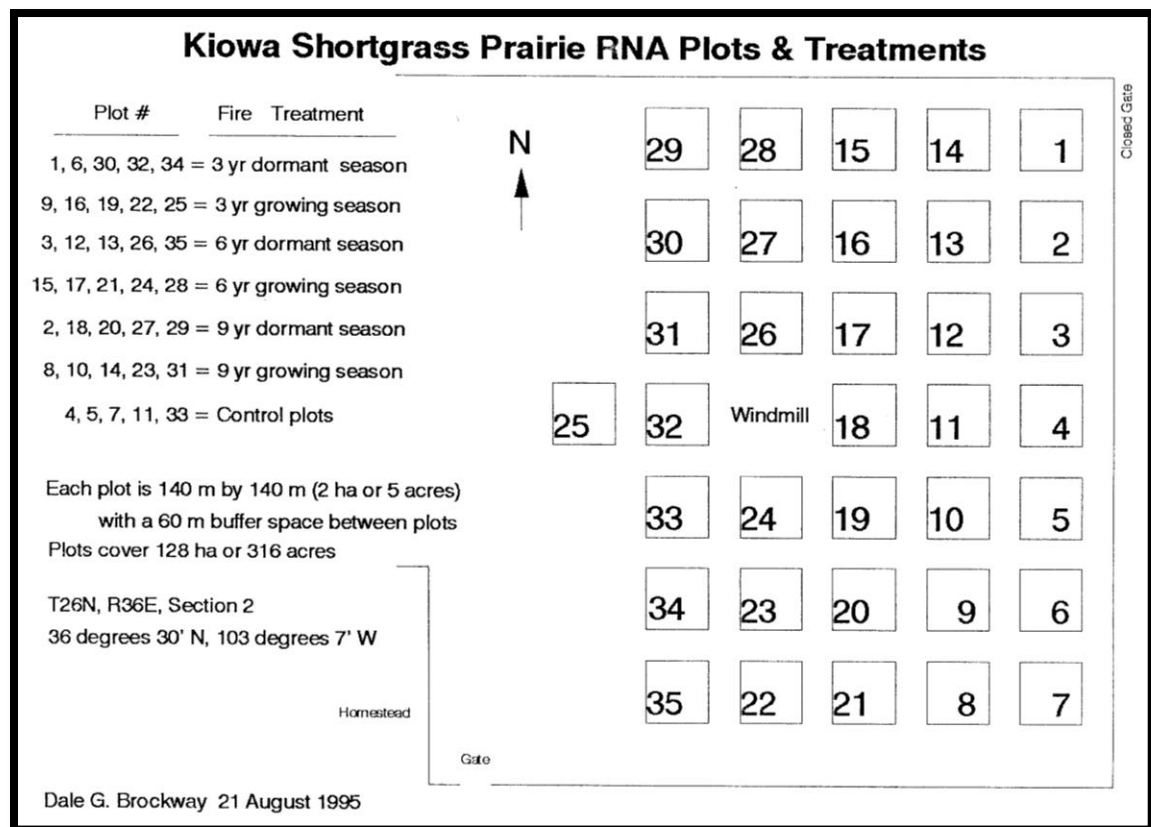 Kiowa Shortgrass Prairie RNA Plots & Treatments
Closed Gate
Plot # Fire Treatment
1, 6, 30, 32, 34 = 3 yr dormant season
9, 16, 19, 22, 25 = 3 yr growing season
3, 12, 13, 26, 35 = 6 yr dormant season
15, 17, 21, 24, 28 = 6 yr growing season
2, 18, 20, 27, 29 = 9 yr dormant season
8, 10, 14, 23, 31 = 9 yr growing season
4, 5, 7, 11, 33 = Control plots
Each plot is 140 m by 140 m (2 ha or 5 acres)
with a 60 m buffer space between plots
Plots cover 128 ha or 316 acres
T26N, R36E, Section 2
36 degrees 30' N, 103 degrees 7' W
Homestead
Gate
Dale G. Brockway 21 August 1995
N
29 28 15 14 1
30 27 16 13 2
31 26 17 12 3
25 32 Windmill 18 11 4
33 24 19 10 5
34 23 20 9 6
35 22 21 8 7